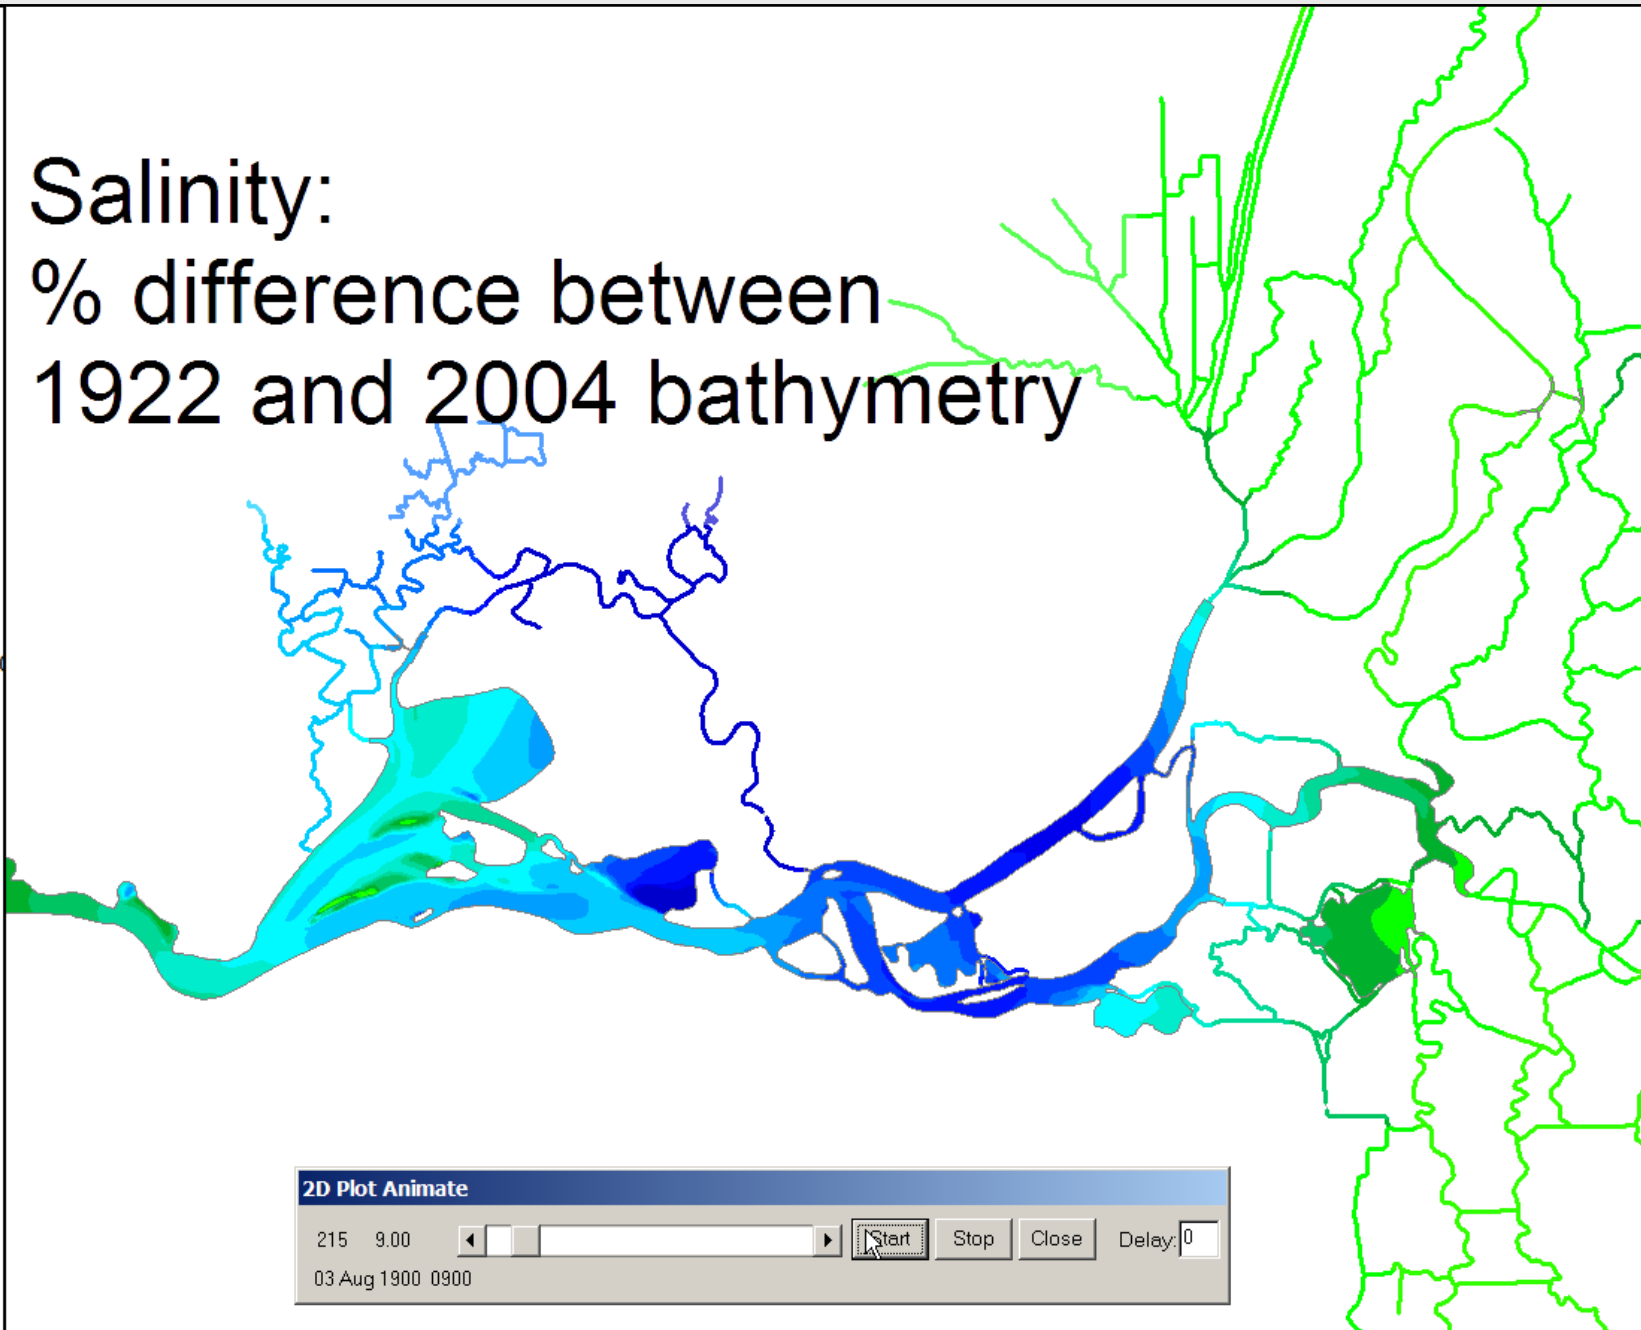 Salinity:
% difference between
1922 and 2004 bathymetry
2D Plot Animate
215 9.00
Start
Stop
Close
Delay: 0
03 Aug 1900 0900